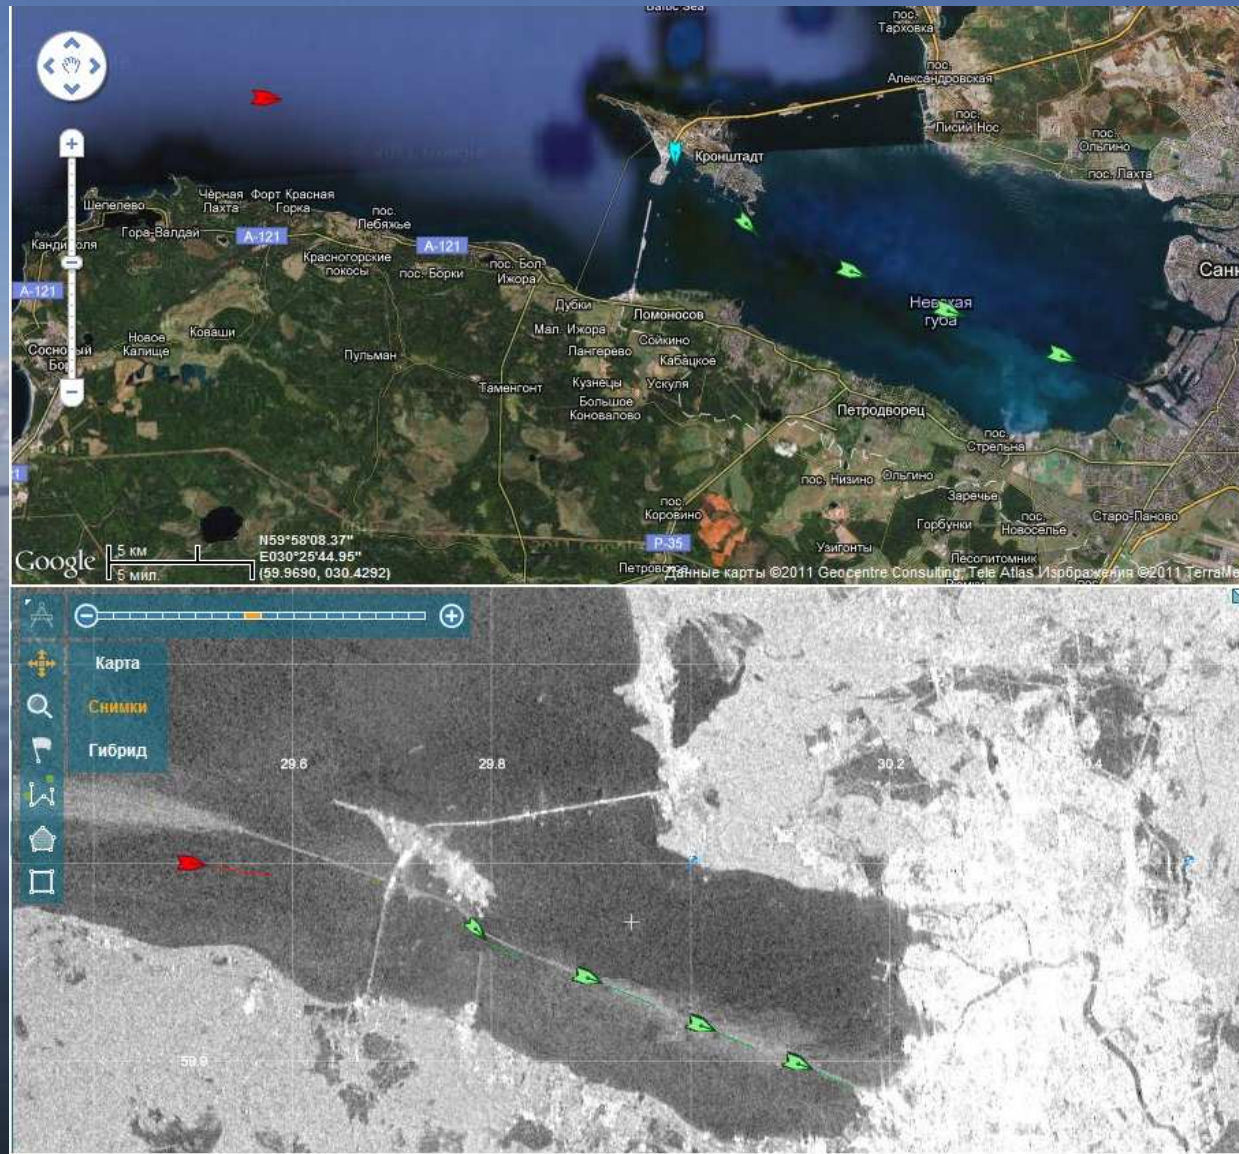 Baltic Sea
пос.
Тарховка
пос.
Александровская
пос.
Лисий Нос
пос.
Ольгино
пос. Лахта
Кронштадт
Шепелево
Чёрная
Лахта
Форт Красная
Горка
пос.
Лебяжье
Гора-Валдай
А-121
А-121
Красногорские
покосы
пос. Борки
пос. Бол.
Ижора
А-121
Санк
Невская
губа
Дубки
Ломоносов
Мал. Ижора
Сойкино
Новое
Калище
Коваши
Сосновый
Бор
Пульман
Лангерево
Кабацкое
Таменгонт
Кузнецы
Ускуля
Большое
Коновалово
Петродворец
пос.
Стрельна
пос. Низино
Ольгино
Заречье
пос.
Коровино
Горбунки
пос.
Новоселье
Старо-Паново
Р-35
Узигонты
Лесопитомник
Google
5 км
5 мил.
N59°58'08.37"
E030°25'44.95"
(59.9690, 030.4292)
Данные карты ©2011 Geocentre Consulting, Tele Atlas Изображения ©2011 TerraMe
Карта
Снимки
Гибрид
29.6
29.8
30.2
59.9